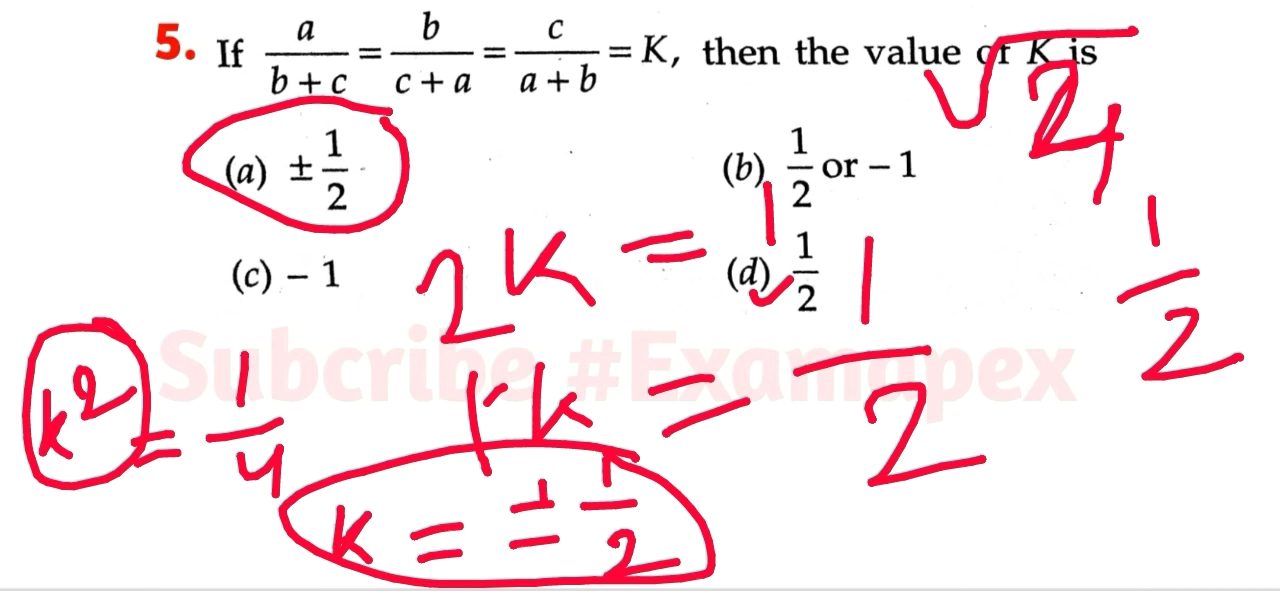 5. If a/(b + c) = b/(c + a) = c/(a + b) = K, then the value of K is
(a) ± 1/2
(b) 1/2 or – 1
(c) – 1
(d) 1/2
2K = 1
K = 1/2
1/2
k² = 1/4
K = ± 1/2
Subcribe #Examapex